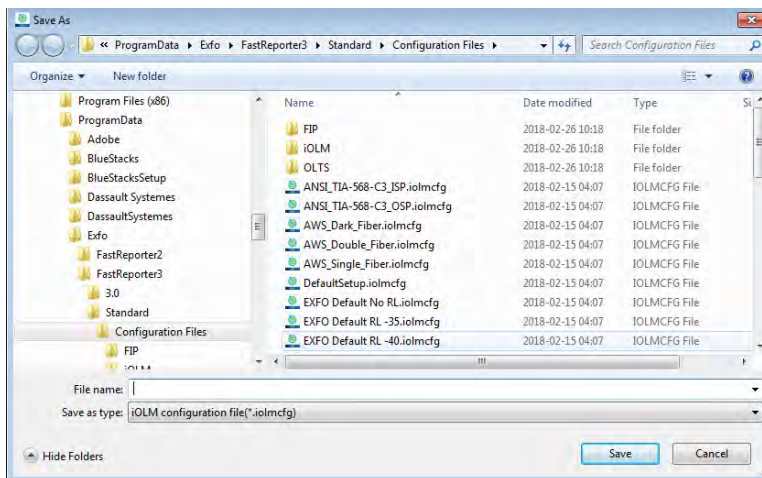 Save As
« ProgramData ▸ Exfo ▸ FastReporter3 ▸ Standard ▸ Configuration Files ▸
Search Configuration Files
Organize ▾ New folder
Program Files (x86)
ProgramData
Adobe
BlueStacks
BlueStacksSetup
Dassault Systemes
DassaultSystemes
Exfo
FastReporter2
FastReporter3
3.0
Standard
Configuration Files
FIP
iOLM
Name Date modified Type Si
FIP 2018-02-26 10:18 File folder
iOLM 2018-02-26 10:18 File folder
OLTS 2018-02-26 10:18 File folder
ANSI_TIA-568-C3_ISP.iolmcfg 2018-02-15 04:07 IOLMCFG File
ANSI_TIA-568-C3_OSP.iolmcfg 2018-02-15 04:07 IOLMCFG File
AWS_Dark_Fiber.iolmcfg 2018-02-15 04:07 IOLMCFG File
AWS_Double_Fiber.iolmcfg 2018-02-15 04:07 IOLMCFG File
AWS_Single_Fiber.iolmcfg 2018-02-15 04:07 IOLMCFG File
DefaultSetup.iolmcfg 2018-02-15 04:07 IOLMCFG File
EXFO Default No RL.iolmcfg 2018-02-15 04:07 IOLMCFG File
EXFO Default RL -35.iolmcfg 2018-02-15 04:07 IOLMCFG File
EXFO Default RL -40.iolmcfg 2018-02-15 04:07 IOLMCFG File
File name:
Save as type: iOLM configuration file(*.iolmcfg)
Hide Folders
Save Cancel